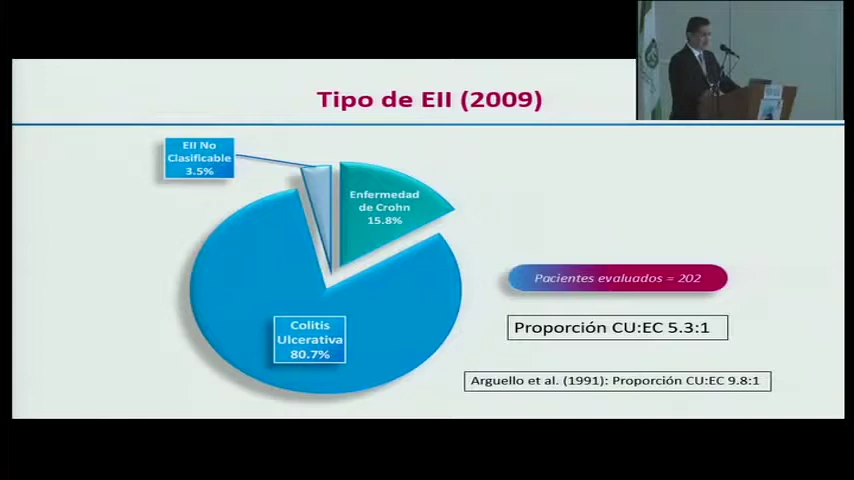 Tipo de EII (2009)
EII No
Clasificable
3.5%
Enfermedad
de Crohn
15.8%
Colitis
Ulcerativa
80.7%
Pacientes evaluados = 202
Proporción CU:EC 5.3:1
Arguello et al. (1991): Proporción CU:EC 9.8:1